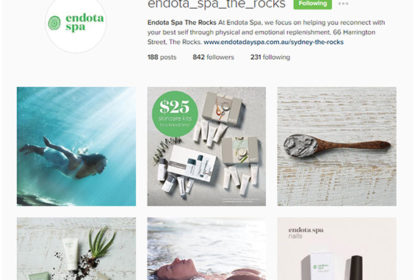 endota_spa_the_rocks Following
endota
spa
Endota Spa The Rocks At Endota Spa, we focus on helping you reconnect with
your best self through physical and emotional replenishment. 66 Harrington
Street, The Rocks. www.endotadayspa.com.au/sydney-the-rocks
188 posts 842 followers 231 following
$25
skincare kits
endota spa
nails